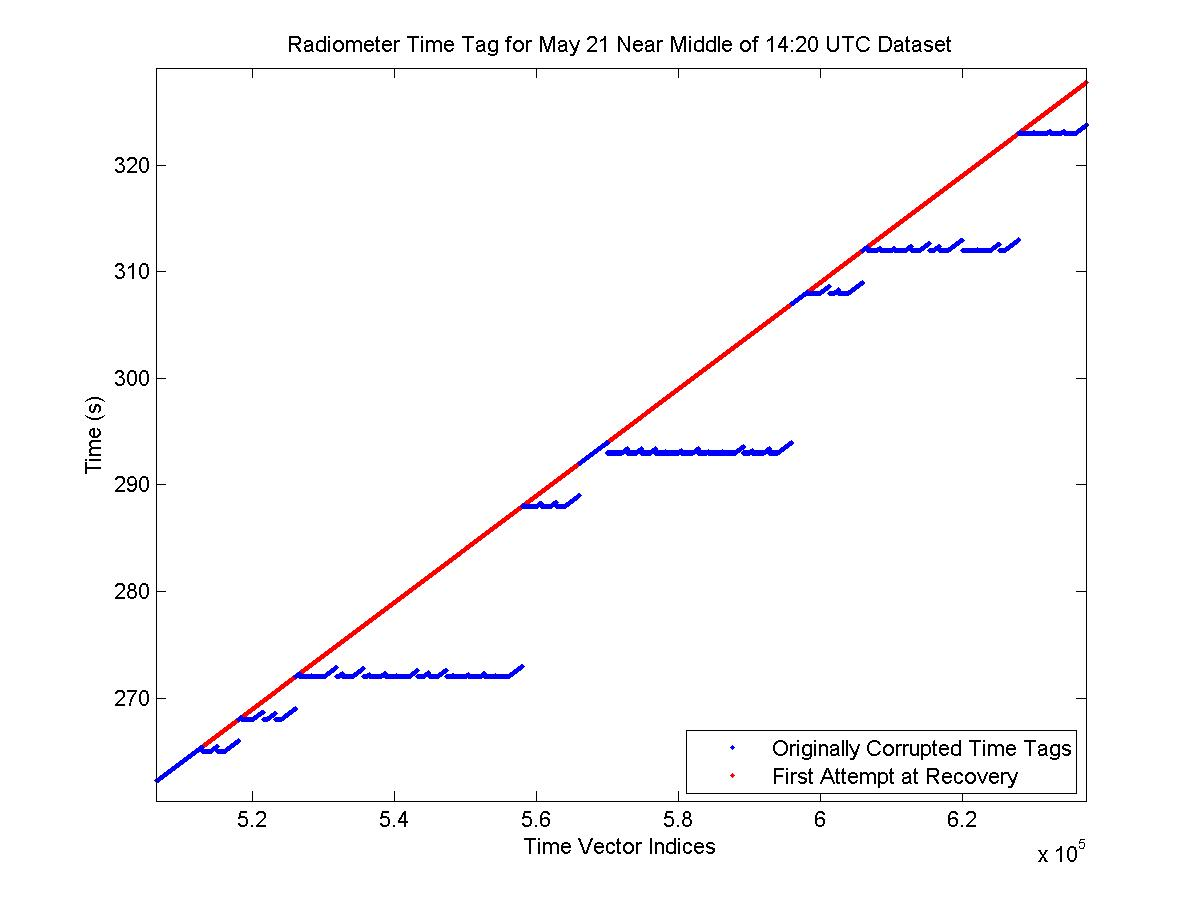 Radiometer Time Tag for May 21 Near Middle of 14:20 UTC Dataset
320
310
300
290
280
270
Time (s)
5.2 5.4 5.6 5.8 6 6.2
Time Vector Indices
x 10^5
Originally Corrupted Time Tags
First Attempt at Recovery